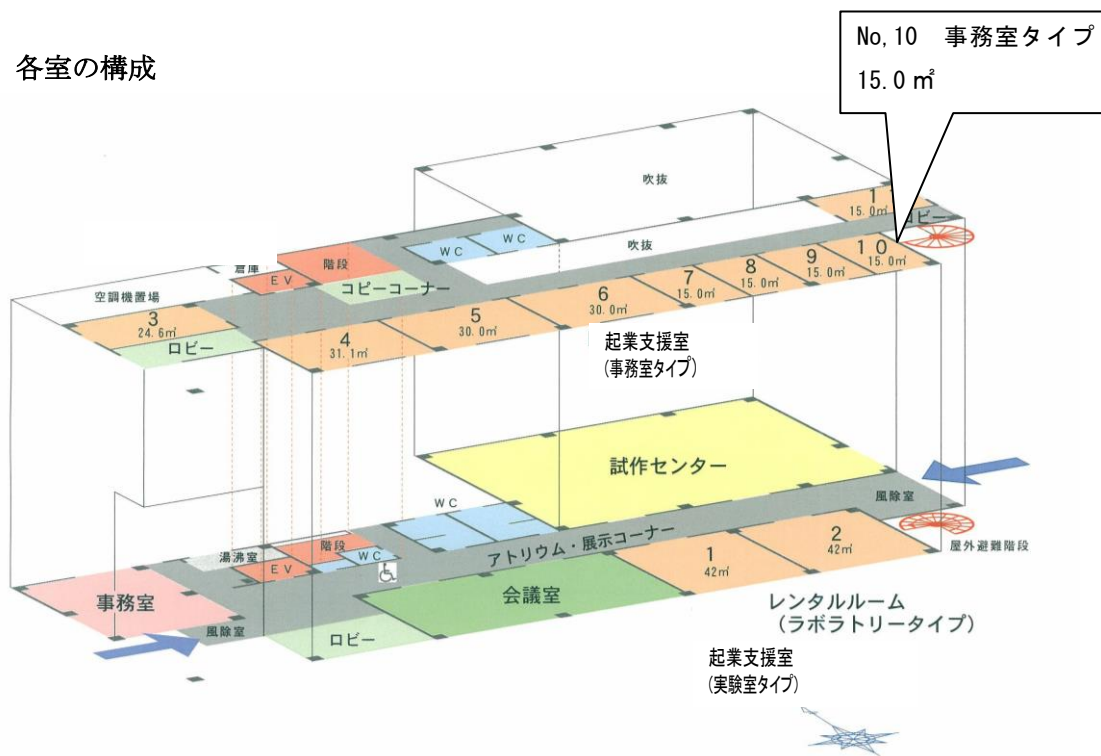 No,10　事務室タイプ
15.0㎡
各室の構成
吹抜
吹抜
15.0㎡
ロビー
WC
WC
倉庫
階段
EV
コピーコーナー
空調機置場
3
24.6㎡
ロビー
4
31.1㎡
5
30.0㎡
6
30.0㎡
7
15.0㎡
8
15.0㎡
9
15.0㎡
10
15.0㎡
起業支援室
(事務室タイプ)
試作センター
風除室
屋外避難階段
WC
アトリウム・展示コーナー
湯沸室
階段
WC
EV
事務室
風除室
ロビー
会議室
1
42㎡
2
42㎡
レンタルルーム
（ラボラトリータイプ）
起業支援室
(実験室タイプ)